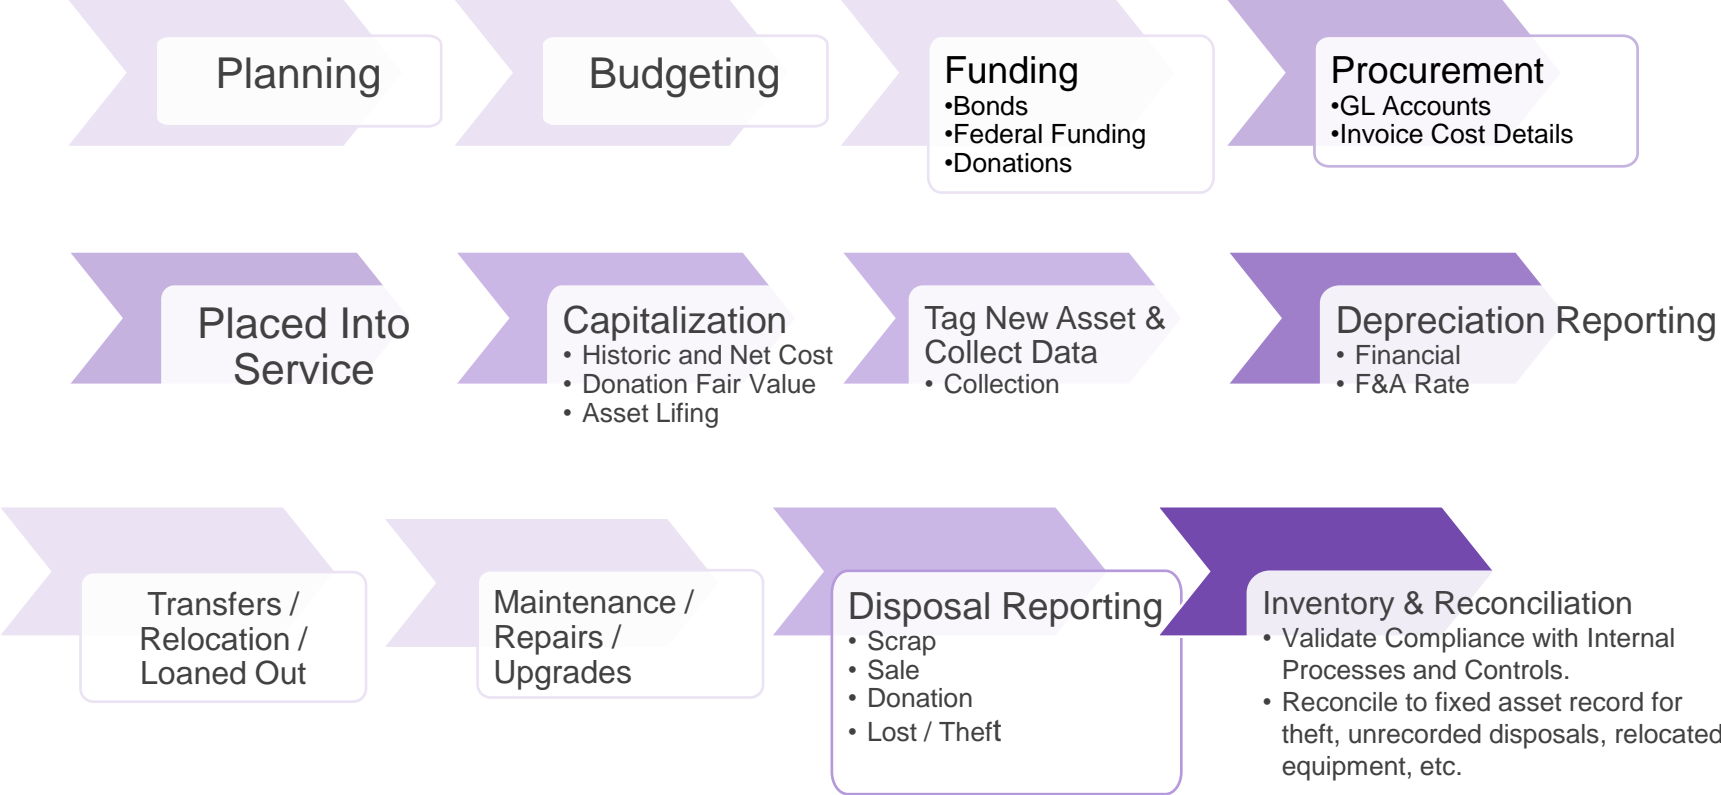 Planning
Budgeting
Funding
•Bonds
•Federal Funding
•Donations
Procurement
•GL Accounts
•Invoice Cost Details
Placed Into
Service
Capitalization
• Historic and Net Cost
• Donation Fair Value
• Asset Lifing
Tag New Asset &
Collect Data
• Collection
Depreciation Reporting
• Financial
• F&A Rate
Transfers /
Relocation /
Loaned Out
Maintenance /
Repairs /
Upgrades
Disposal Reporting
• Scrap
• Sale
• Donation
• Lost / Theft
Inventory & Reconciliation
• Validate Compliance with Internal
Processes and Controls.
• Reconcile to fixed asset record for
theft, unrecorded disposals, relocated
equipment, etc.